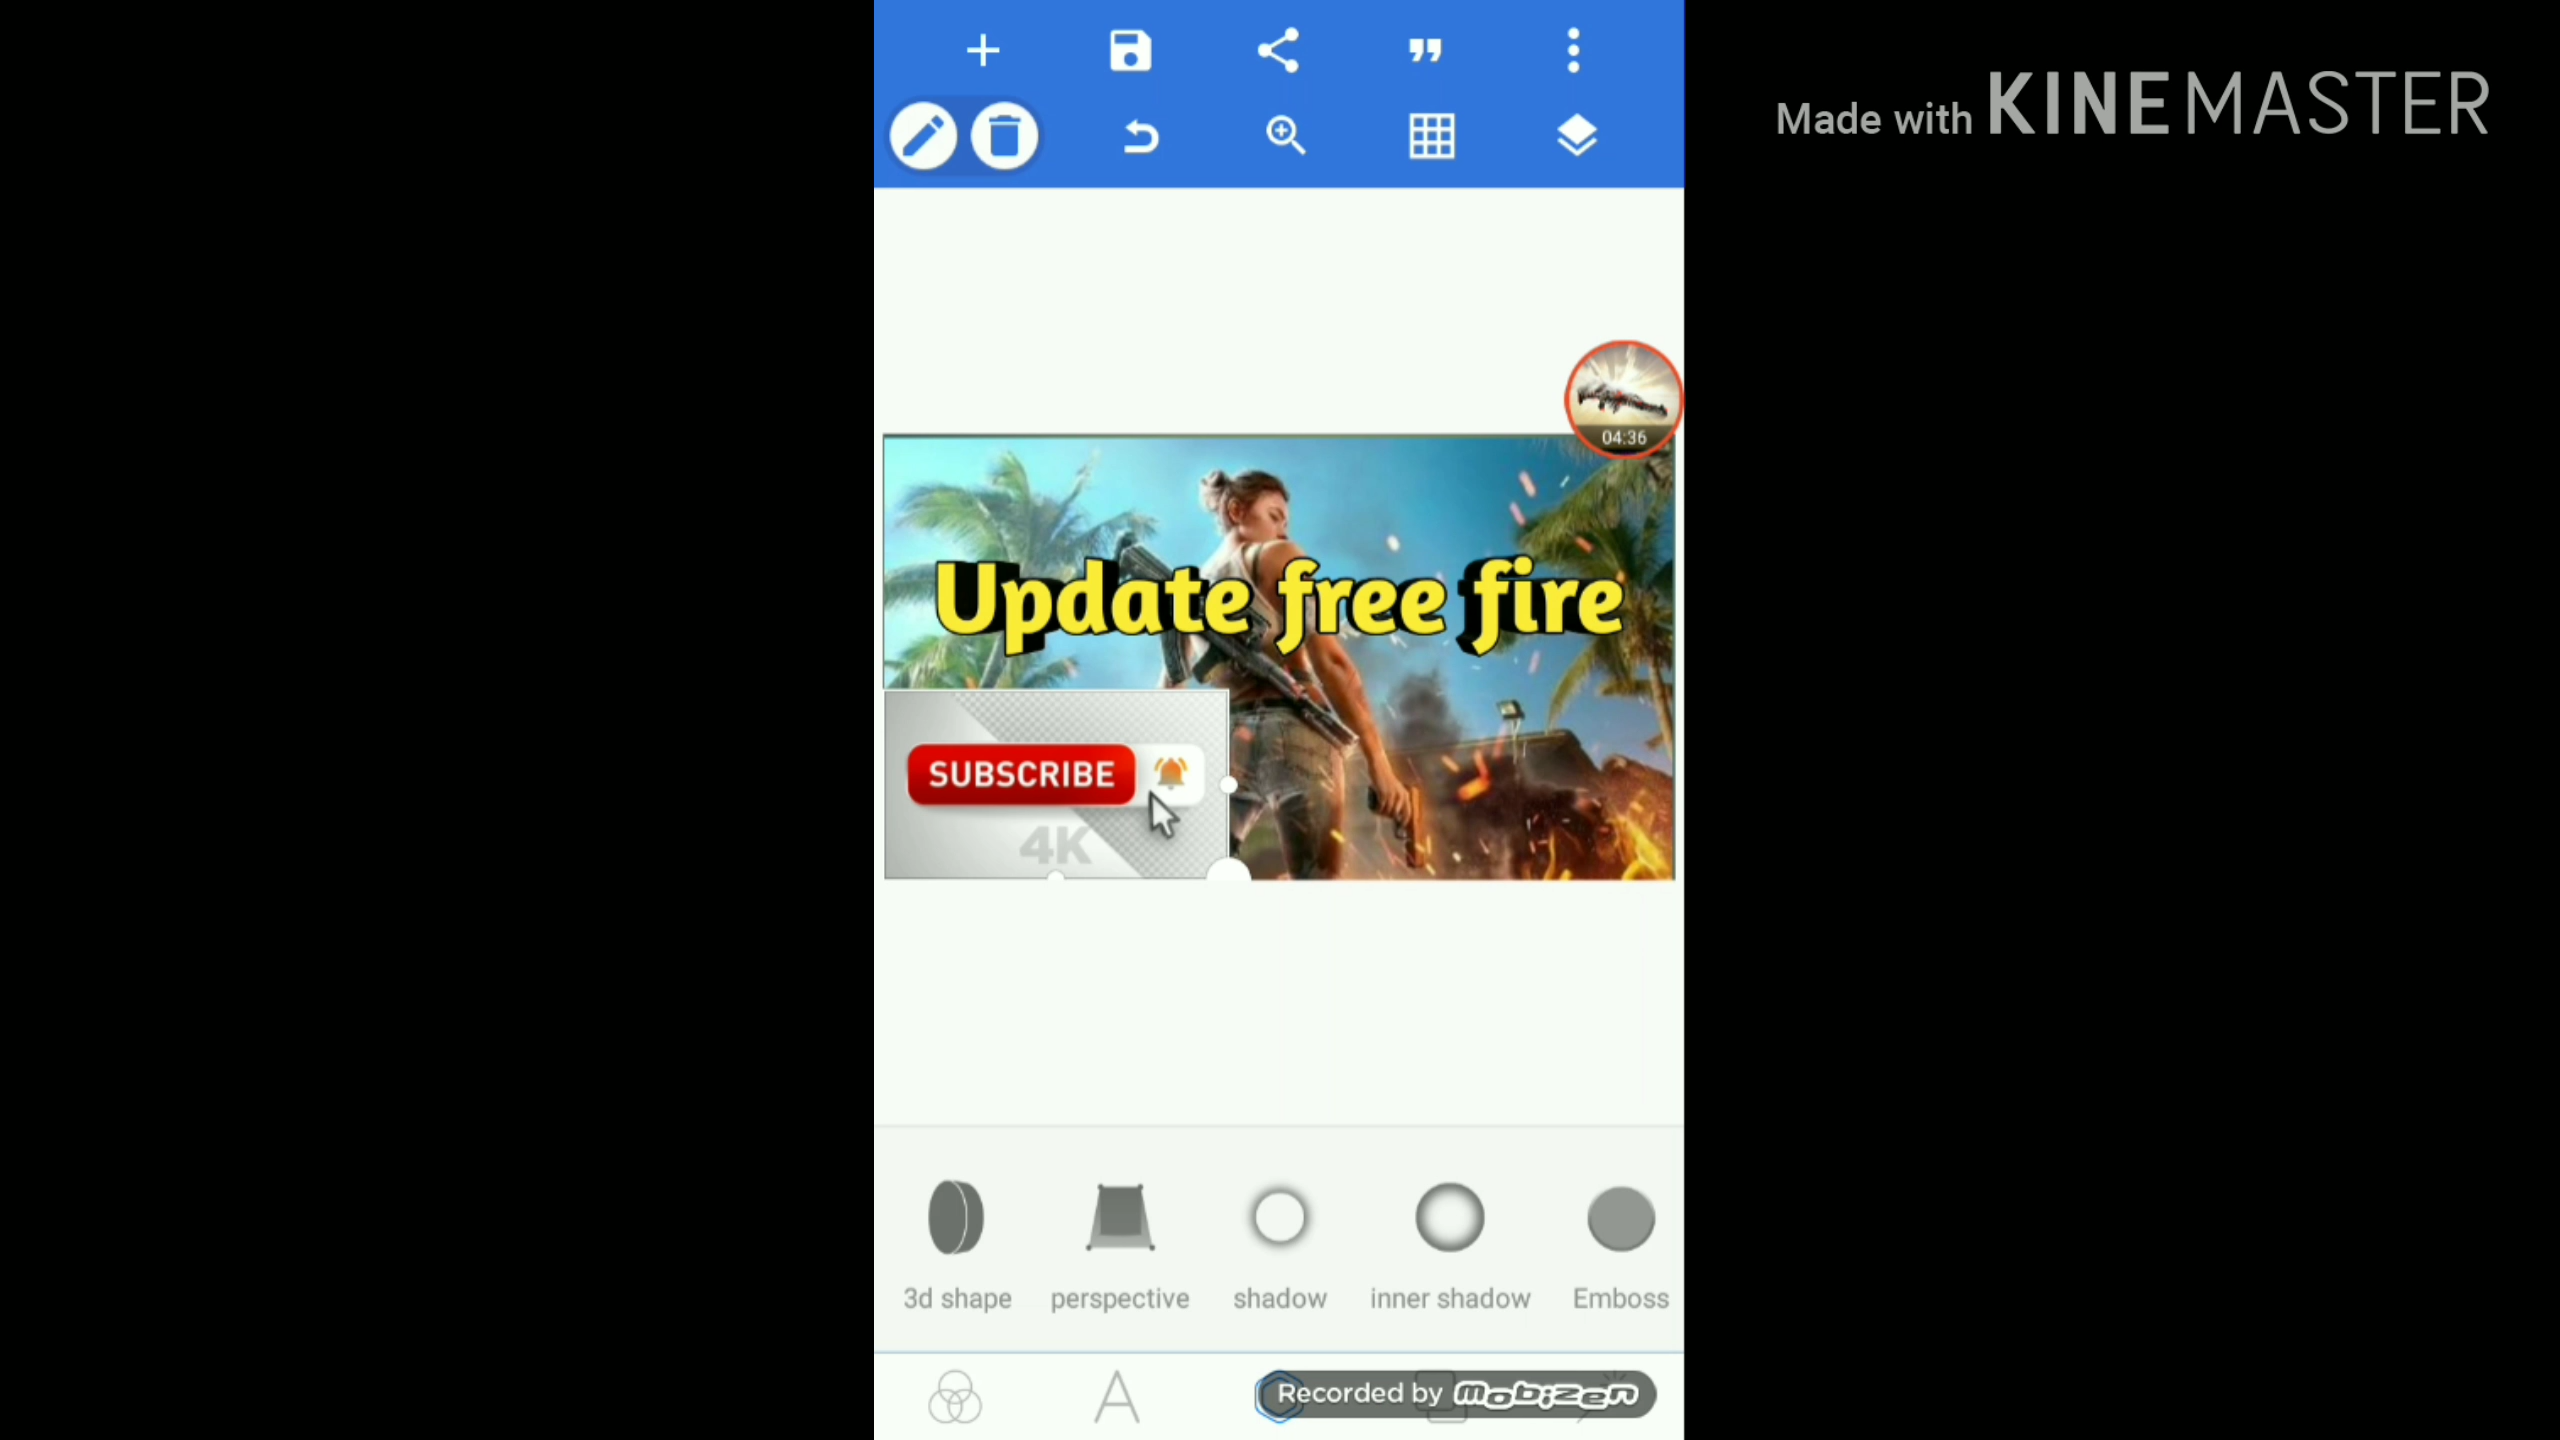 Made with KINEMASTER
04:36
Update free fire
SUBSCRIBE
4K
3d shape
perspective
shadow
inner shadow
Emboss
Recorded by mobizen